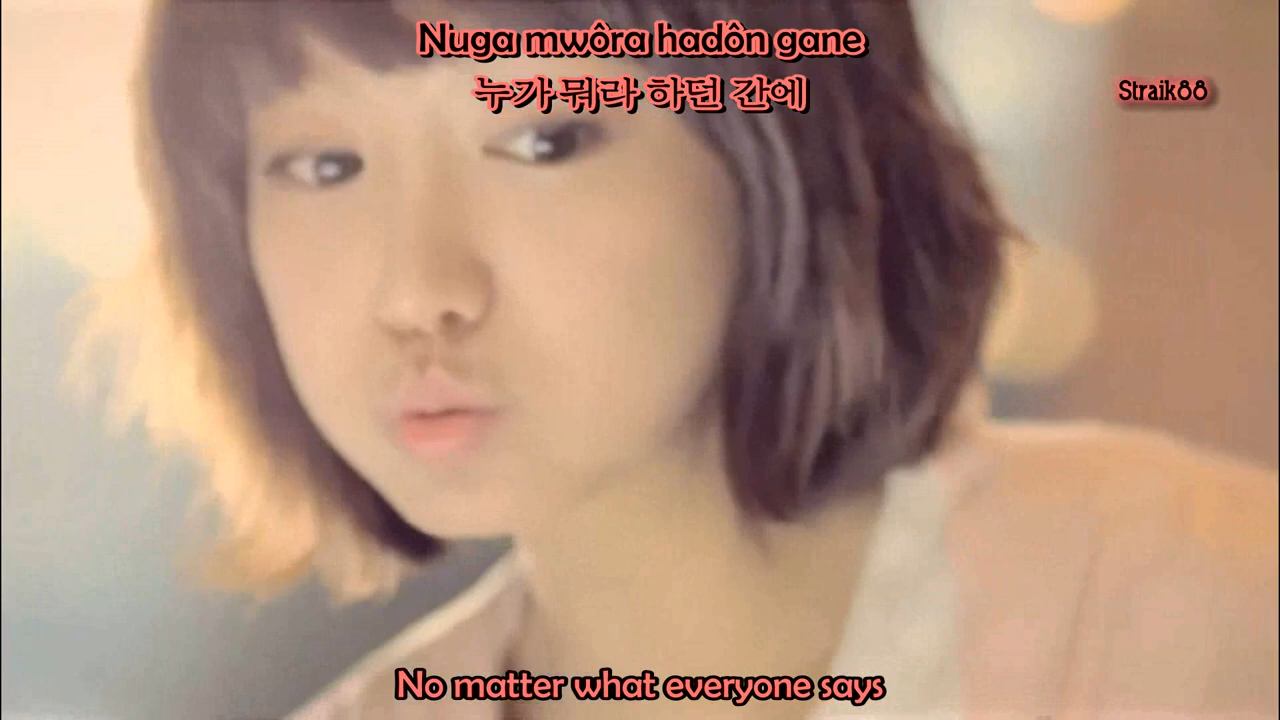 Nuga mwôra hadôn gane
누가 뭐라 하던 간에
Straik88
No matter what everyone says